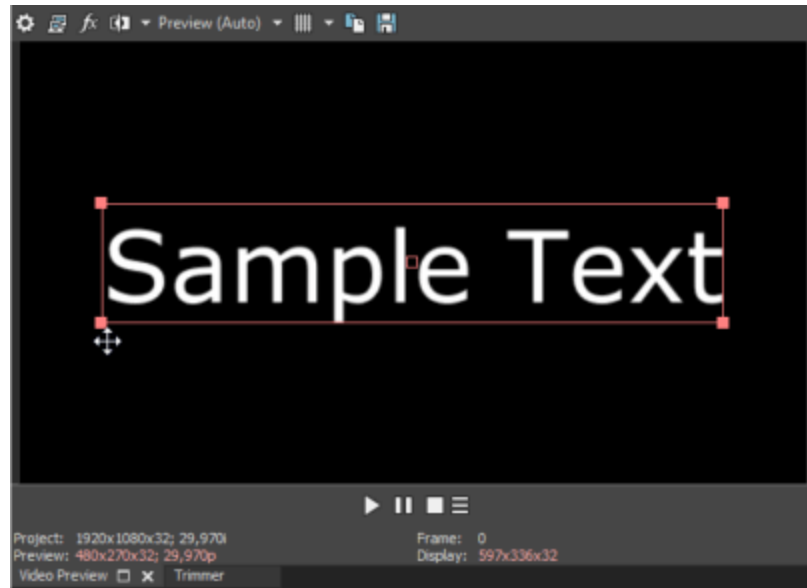 fx Preview (Auto)
Sample Text
Project: 1920x1080x32; 29,970i Frame: 0
Preview: 480x270x32; 29,970p Display: 597x336x32
Video Preview Trimmer